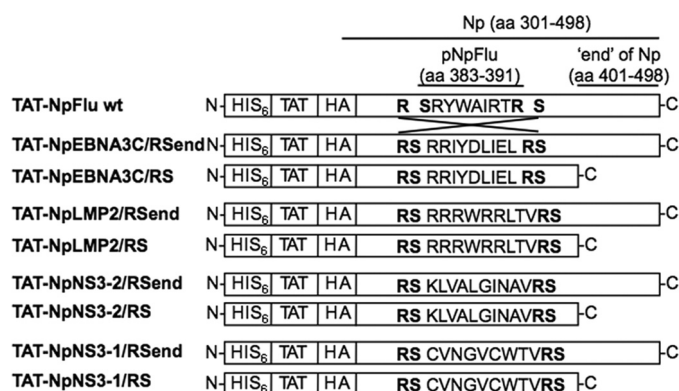 Np (aa 301-498)
pNpFlu 'end' of Np
(aa 383-391) (aa 401-498)
TAT-NpFlu wt N- HIS6 TAT HA R SRYWAIRTR S -C
TAT-NpEBNA3C/RSend N- HIS6 TAT HA RS RRIYDLIEL RS -C
TAT-NpEBNA3C/RS N- HIS6 TAT HA RS RRIYDLIEL RS -C
TAT-NpLMP2/RSend N- HIS6 TAT HA RS RRRWRRLTVRS -C
TAT-NpLMP2/RS N- HIS6 TAT HA RS RRRWRRLTVRS -C
TAT-NpNS3-2/RSend N- HIS6 TAT HA RS KLVALGINAVRS -C
TAT-NpNS3-2/RS N- HIS6 TAT HA RS KLVALGINAVRS -C
TAT-NpNS3-1/RSend N- HIS6 TAT HA RS CVNGVCWTVRS -C
TAT-NpNS3-1/RS N- HIS6 TAT HA RS CVNGVCWTVRS -C